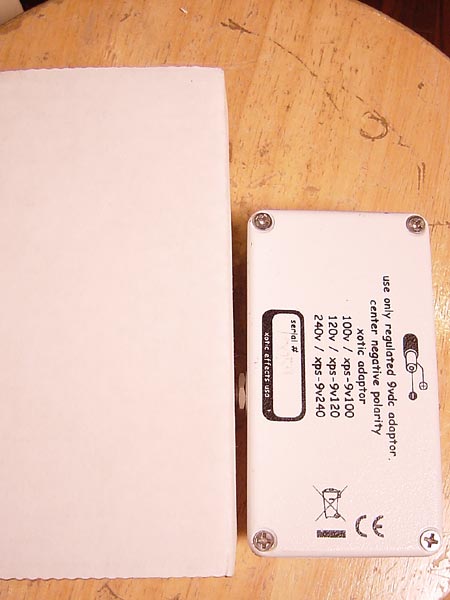 use only regulated 9vdc adaptor.
center negative polarity
xotic adaptor
100v / xps-9v100
120v / xps-9v120
240v / xps-9v240
serial #
xotic effects usa
CE